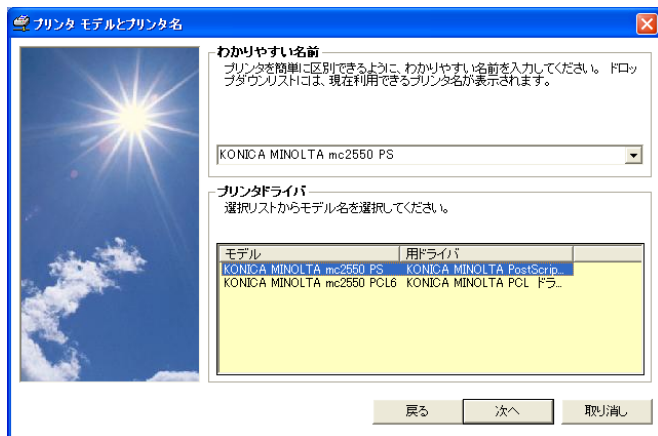 プリンタ モデルとプリンタ名
わかりやすい名前
プリンタを簡単に区別できるように、わかりやすい名前を入力してください。 ドロッ
プダウンリストには、現在利用できるプリンタ名が表示されます。
KONICA MINOLTA mc2550 PS
プリンタドライバ
選択リストからモデル名を選択してください。
モデル 用ドライバ
KONICA MINOLTA mc2550 PS KONICA MINOLTA PostScrip...
KONICA MINOLTA mc2550 PCL6 KONICA MINOLTA PCL ドラ...
戻る 次へ 取り消し